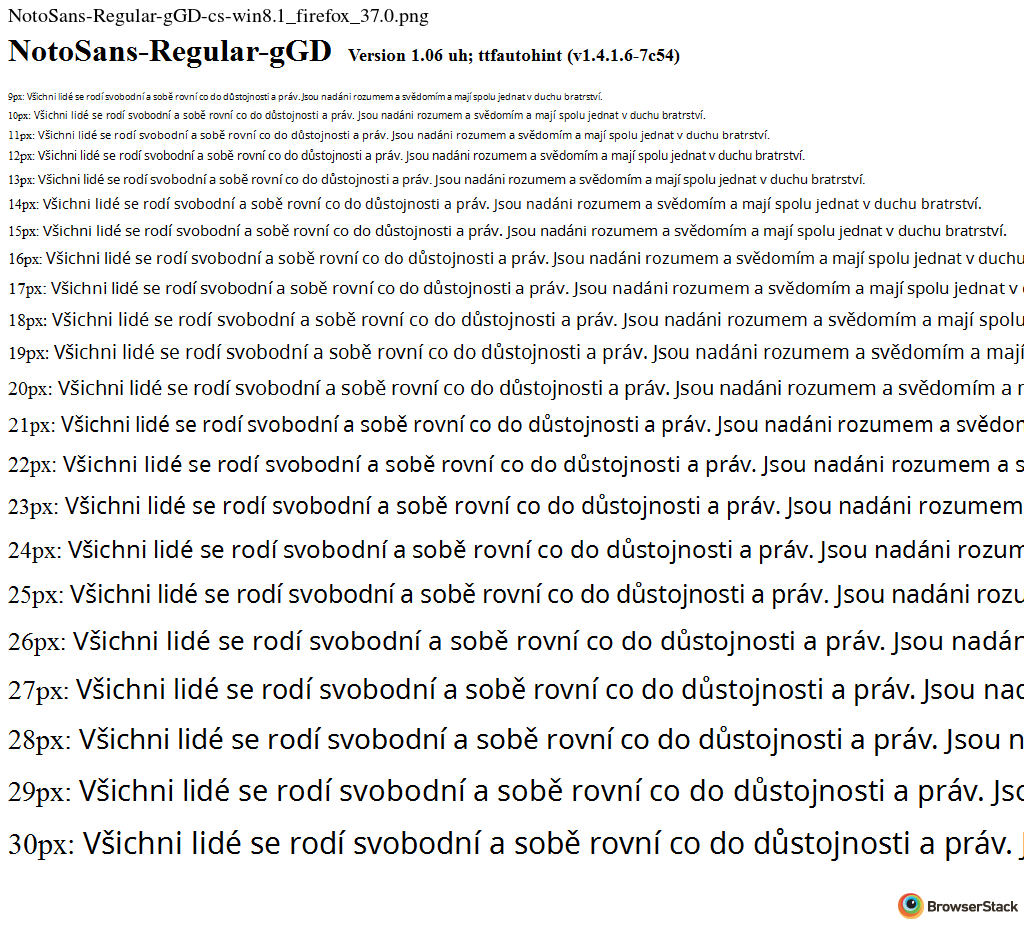 NotoSans-Regular-gGD-cs-win8.1_firefox_37.0.png
NotoSans-Regular-gGD Version 1.06 uh; ttfautohint (v1.4.1.6-7c54)
9px: Všichni lidé se rodí svobodní a sobě rovní co do důstojnosti a práv. Jsou nadáni rozumem a svědomím a mají spolu jednat v duchu bratrství.
10px: Všichni lidé se rodí svobodní a sobě rovní co do důstojnosti a práv. Jsou nadáni rozumem a svědomím a mají spolu jednat v duchu bratrství.
11px: Všichni lidé se rodí svobodní a sobě rovní co do důstojnosti a práv. Jsou nadáni rozumem a svědomím a mají spolu jednat v duchu bratrství.
12px: Všichni lidé se rodí svobodní a sobě rovní co do důstojnosti a práv. Jsou nadáni rozumem a svědomím a mají spolu jednat v duchu bratrství.
13px: Všichni lidé se rodí svobodní a sobě rovní co do důstojnosti a práv. Jsou nadáni rozumem a svědomím a mají spolu jednat v duchu bratrství.
14px: Všichni lidé se rodí svobodní a sobě rovní co do důstojnosti a práv. Jsou nadáni rozumem a svědomím a mají spolu jednat v duchu bratrství.
15px: Všichni lidé se rodí svobodní a sobě rovní co do důstojnosti a práv. Jsou nadáni rozumem a svědomím a mají spolu jednat v duchu bratrství.
16px: Všichni lidé se rodí svobodní a sobě rovní co do důstojnosti a práv. Jsou nadáni rozumem a svědomím a mají spolu jednat v duchu
17px: Všichni lidé se rodí svobodní a sobě rovní co do důstojnosti a práv. Jsou nadáni rozumem a svědomím a mají spolu jednat v
18px: Všichni lidé se rodí svobodní a sobě rovní co do důstojnosti a práv. Jsou nadáni rozumem a svědomím a mají spolu
19px: Všichni lidé se rodí svobodní a sobě rovní co do důstojnosti a práv. Jsou nadáni rozumem a svědomím a mají
20px: Všichni lidé se rodí svobodní a sobě rovní co do důstojnosti a práv. Jsou nadáni rozumem a svědomím a
21px: Všichni lidé se rodí svobodní a sobě rovní co do důstojnosti a práv. Jsou nadáni rozumem a svědom
22px: Všichni lidé se rodí svobodní a sobě rovní co do důstojnosti a práv. Jsou nadáni rozumem a s
23px: Všichni lidé se rodí svobodní a sobě rovní co do důstojnosti a práv. Jsou nadáni rozumem
24px: Všichni lidé se rodí svobodní a sobě rovní co do důstojnosti a práv. Jsou nadáni rozum
25px: Všichni lidé se rodí svobodní a sobě rovní co do důstojnosti a práv. Jsou nadáni rozu
26px: Všichni lidé se rodí svobodní a sobě rovní co do důstojnosti a práv. Jsou nadán
27px: Všichni lidé se rodí svobodní a sobě rovní co do důstojnosti a práv. Jsou nad
28px: Všichni lidé se rodí svobodní a sobě rovní co do důstojnosti a práv. Jsou n
29px: Všichni lidé se rodí svobodní a sobě rovní co do důstojnosti a práv. Jso
30px: Všichni lidé se rodí svobodní a sobě rovní co do důstojnosti a práv. J
BrowserStack